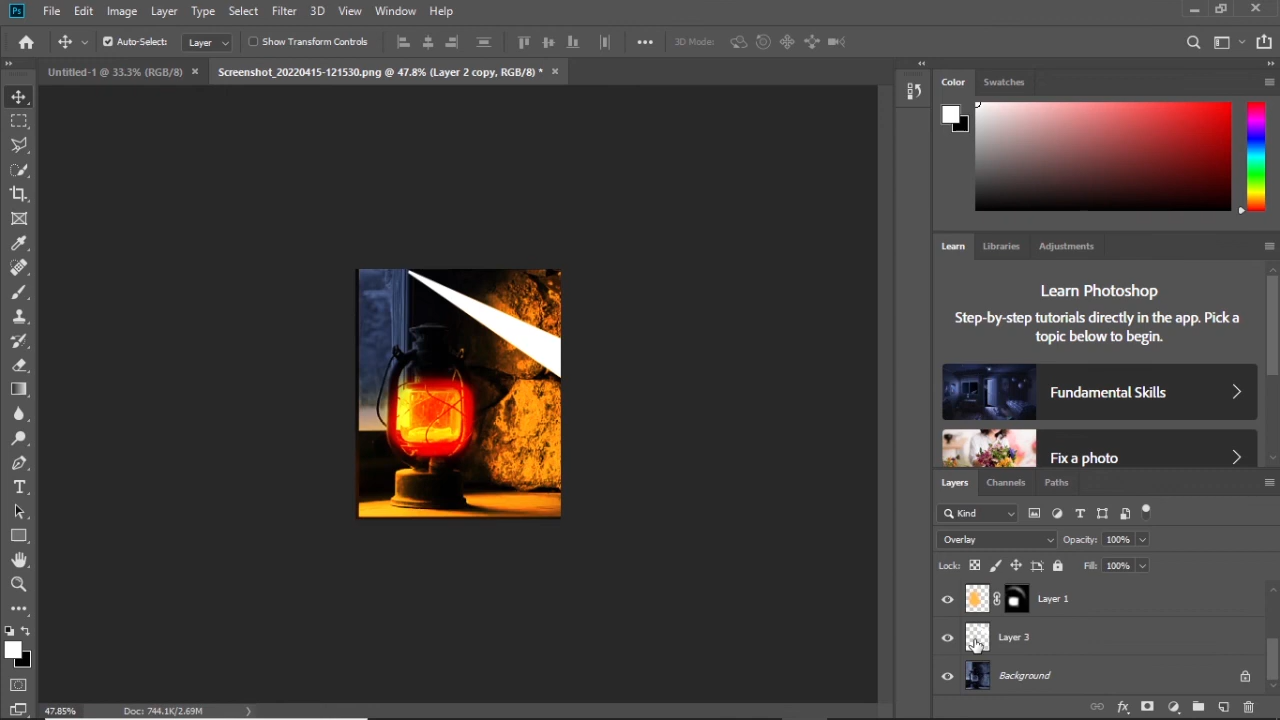 Ps File Edit Image Layer Type Select Filter 3D View Window Help
Auto-Select: Layer Show Transform Controls 3D Mode:
Untitled-1 @ 33.3% (RGB/8) × Screenshot_20220415-121530.png @ 47.8% (Layer 2 copy, RGB/8) * ×
Color Swatches
Learn Libraries Adjustments
Learn Photoshop
Step-by-step tutorials directly in the app. Pick a
topic below to begin.
Fundamental Skills
Fix a photo
Layers Channels Paths
Kind
Overlay Opacity: 100%
Lock: Fill: 100%
Layer 1
Layer 3
Background
47.85% Doc: 744.1K/2.69M